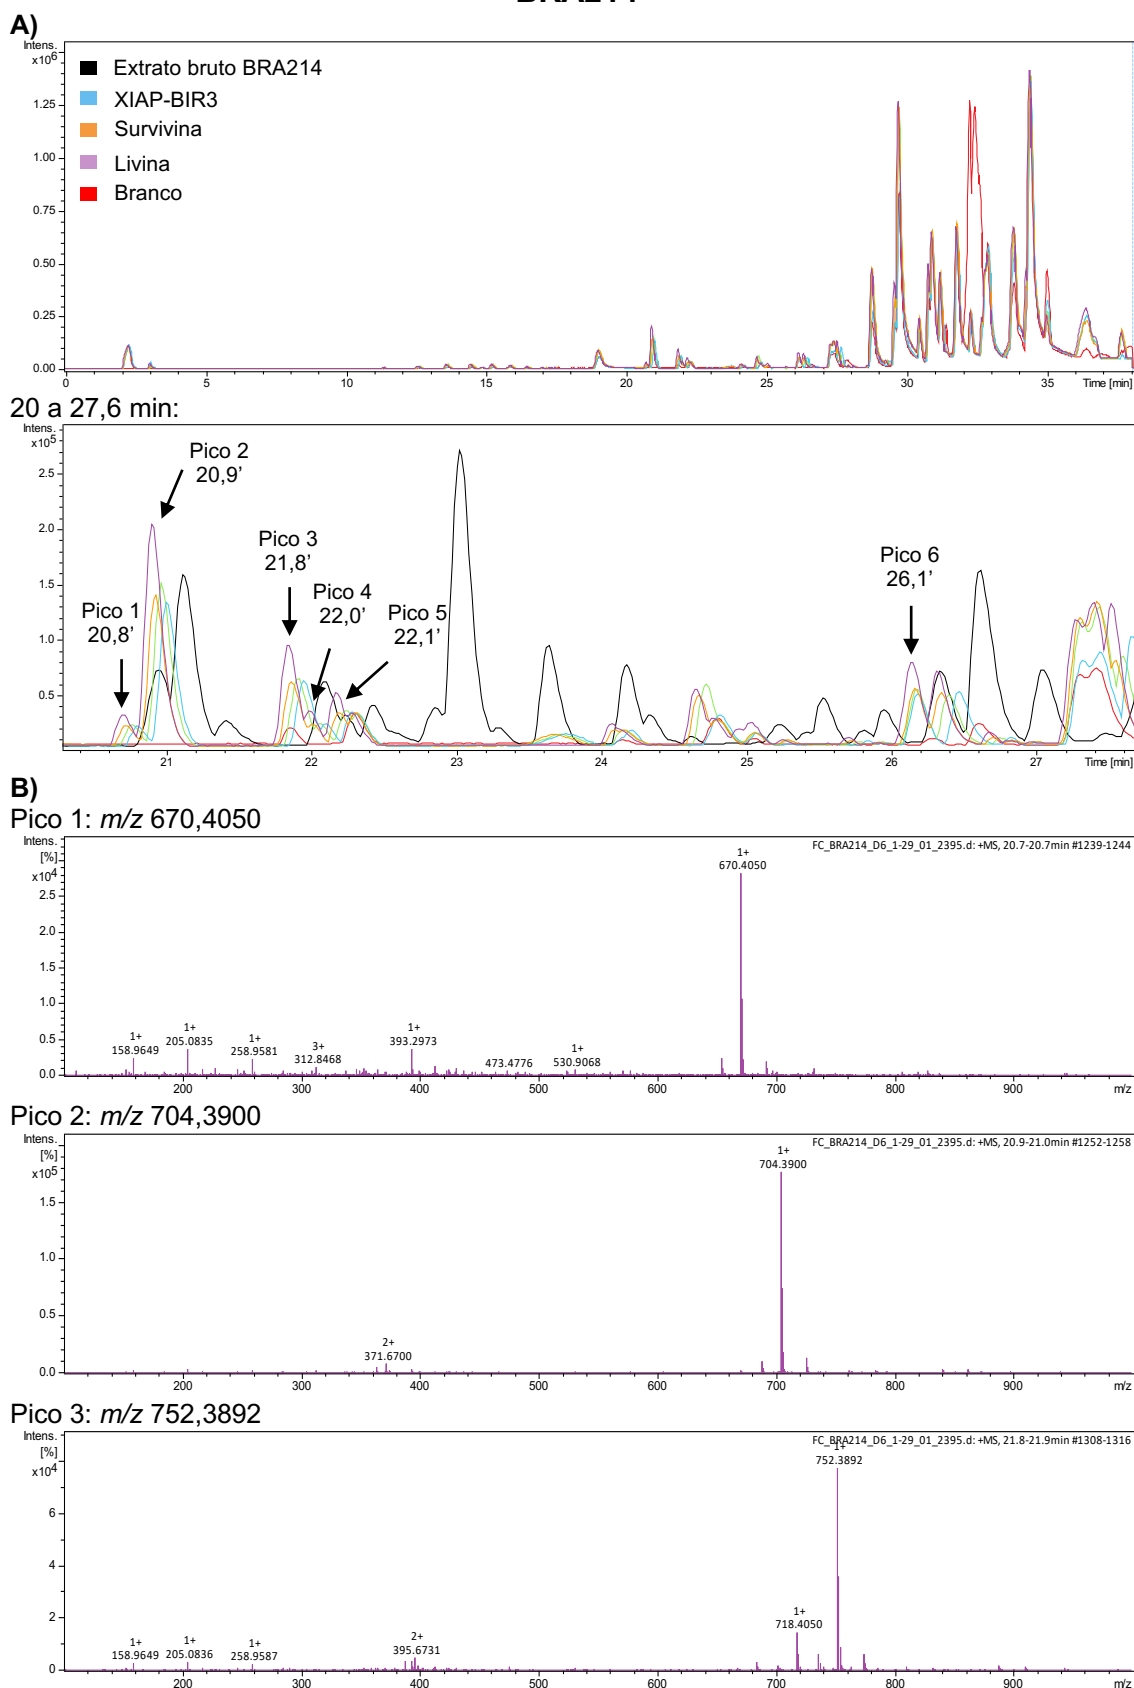 BRA214
A)
Intens.
x10^6
1.25
1.00
0.75
0.50
0.25
0.00
Extrato bruto BRA214
XIAP-BIR3
Survivina
Livina
Branco
0 5 10 15 20 25 30 35 Time [min]
20 a 27,6 min:
Intens.
x10^5
2.5
2.0
1.5
1.0
0.5
Pico 1
20,8’
Pico 2
20,9’
Pico 3
21,8’
Pico 4
22,0’
Pico 5
22,1’
Pico 6
26,1’
21 22 23 24 25 26 27 Time [min]
B)
Pico 1: m/z 670,4050
Intens.
[%]
x10^4
2.5
2.0
1.5
1.0
0.5
0.0
FC_BRA214_D6_1-29_01_2395.d: +MS, 20.7-20.7min #1239-1244
1+
158.9649
1+
205.0835
1+
258.9581
3+
312.8468
1+
393.2973
473.4776
1+
530.9068
1+
670.4050
200 300 400 500 600 700 800 900 m/z
Pico 2: m/z 704,3900
Intens.
[%]
x10^5
1.5
1.0
0.5
0.0
FC_BRA214_D6_1-29_01_2395.d: +MS, 20.9-21.0min #1252-1258
2+
371.6700
1+
704.3900
200 300 400 500 600 700 800 900 m/z
Pico 3: m/z 752,3892
Intens.
[%]
x10^4
6
4
2
0
FC_BRA214_D6_1-29_01_2395.d: +MS, 21.8-21.9min #1308-1316
1+
158.9649
1+
205.0836
1+
258.9587
2+
395.6731
1+
718.4050
1+
752.3892
200 300 400 500 600 700 800 900 m/z